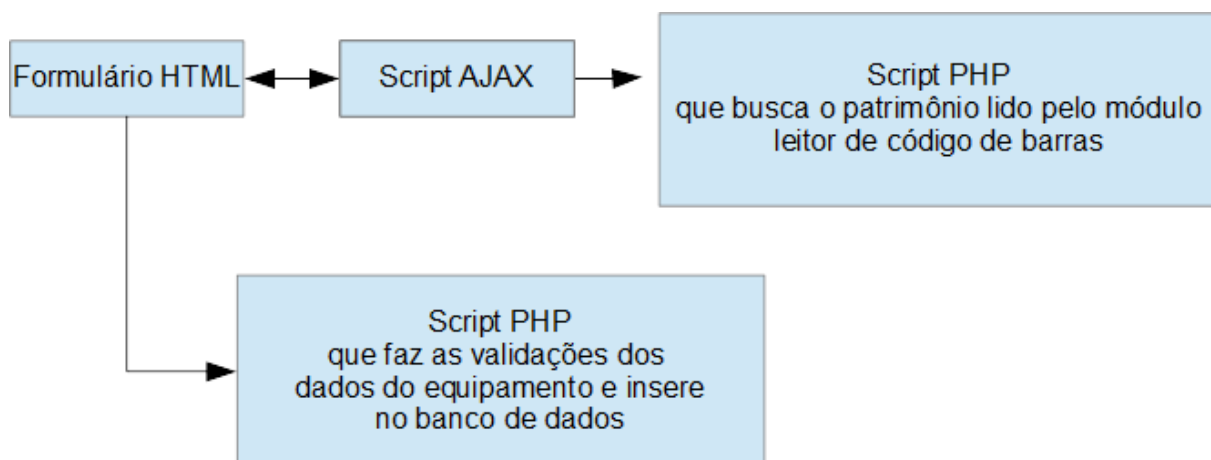 Formulário HTML
Script AJAX
Script PHP
que busca o patrimônio lido pelo módulo
leitor de código de barras
Script PHP
que faz as validações dos
dados do equipamento e insere
no banco de dados